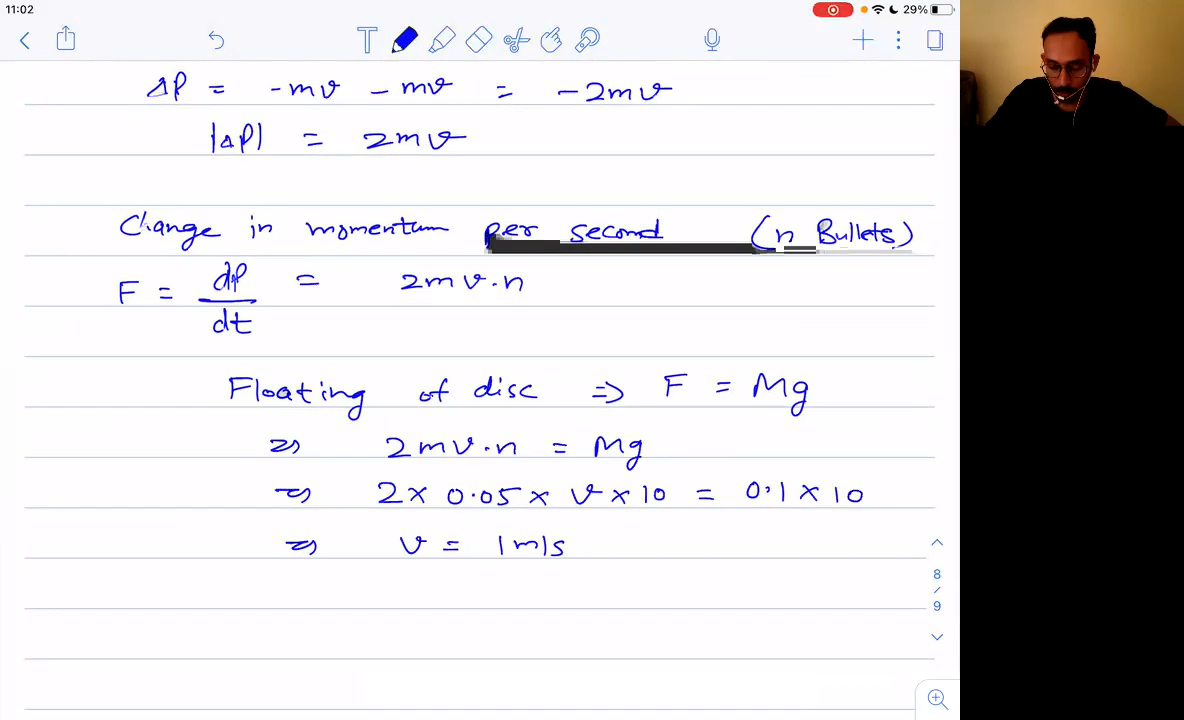 11:02
29%
T
ΔP = -mv - mv = -2mv
|ΔP| = 2mv
Change in momentum per second (n Bullets)
F = dP/dt = 2mv.n
Floating of disc ⇒ F = Mg
⇒ 2mv.n = Mg
⇒ 2 × 0.05 × v × 10 = 0.1 × 10
⇒ v = 1m/s
8
/
9